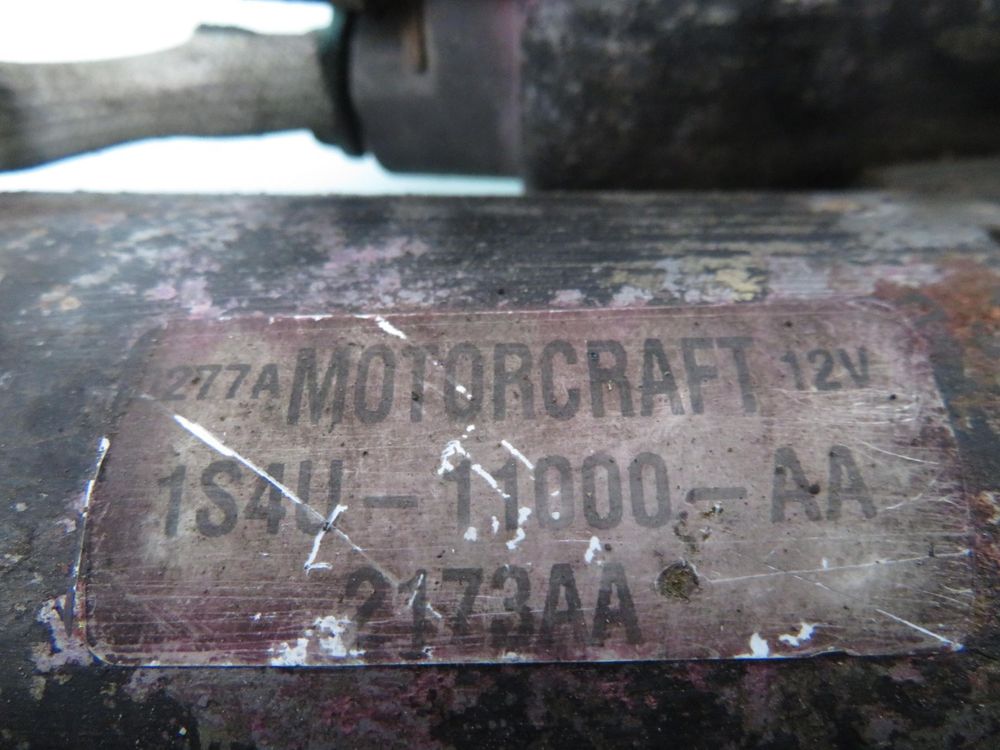 277A MOTORCRAFT 12V
1S4U-11000-AA
2173AA